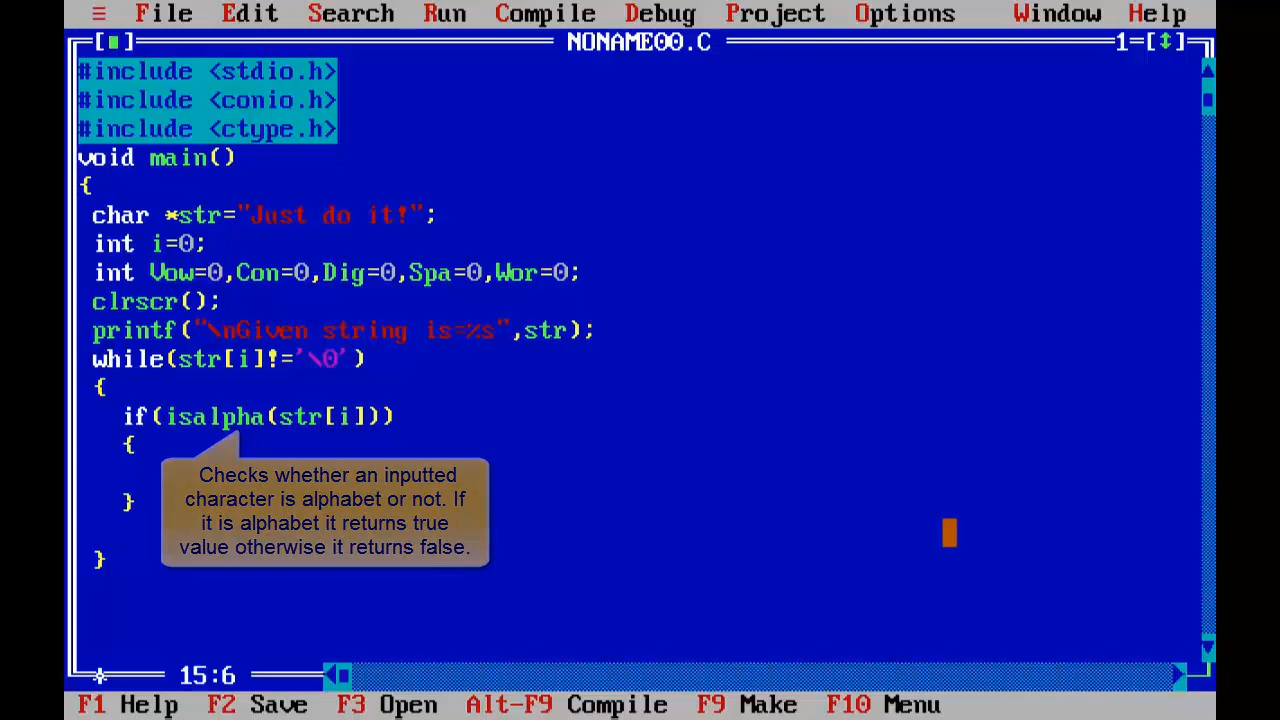 ≡ File Edit Search Run Compile Debug Project Options Window Help
[■] NONAME00.C 1=[↕]
#include <stdio.h>
#include <conio.h>
#include <ctype.h>
void main()
{
char *str="Just do it!";
int i=0;
int Vow=0,Con=0,Dig=0,Spa=0,Wor=0;
clrscr();
printf("\nGiven string is=%s",str);
while(str[i]!='\0')
{
if(isalpha(str[i]))
{
Checks whether an inputted
character is alphabet or not. If
it is alphabet it returns true
value otherwise it returns false.
}
}
15:6
F1 Help F2 Save F3 Open Alt-F9 Compile F9 Make F10 Menu